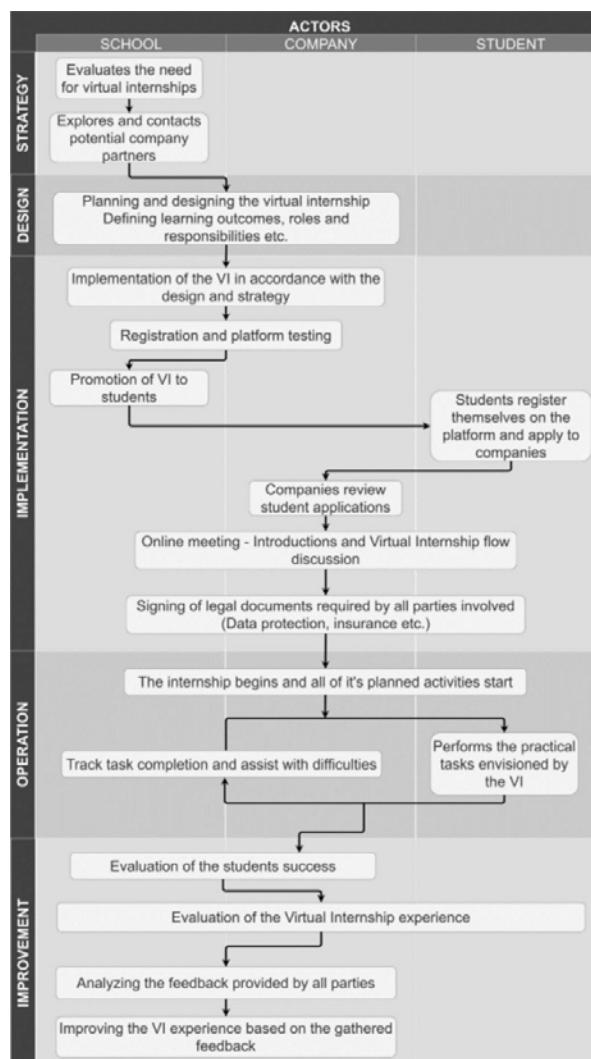 ACTORS
SCHOOL COMPANY STUDENT
STRATEGY
Evaluates the need
for virtual internships
Explores and contacts
potential company
partners
DESIGN
Planning and designing the virtual internship
Defining learning outcomes, roles and
responsibilities etc.
IMPLEMENTATION
Implementation of the VI in accordance with the
design and strategy
Registration and platform testing
Promotion of VI to
students
Students register
themselves on the
platform and apply to
companies
Companies review
student applications
Online meeting - Introductions and Virtual Internship flow
discussion
Signing of legal documents required by all parties involved
(Data protection, insurance etc.)
OPERATION
The internship begins and all of it's planned activities start
Track task completion and assist with difficulties
Performs the practical
tasks envisioned by
the VI
IMPROVEMENT
Evaluation of the students success
Evaluation of the Virtual Internship experience
Analyzing the feedback provided by all parties
Improving the VI experience based on the gathered
feedback